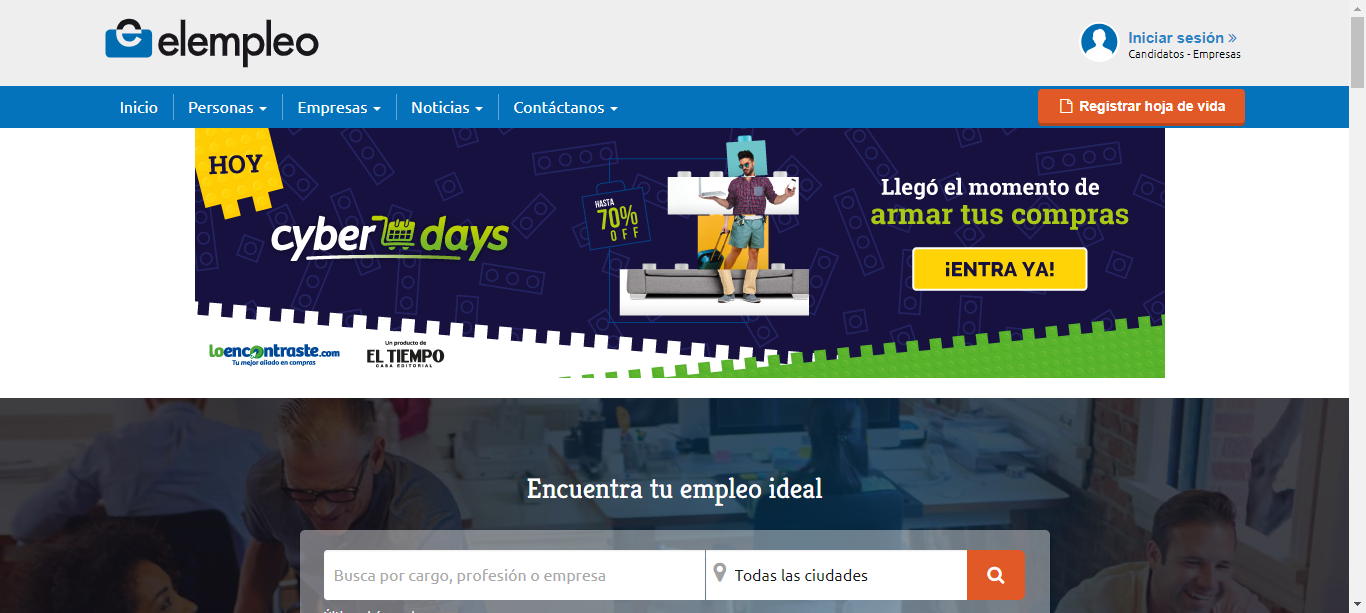 elempleo
Iniciar sesión »
Candidatos - Empresas
Inicio
Personas
Empresas
Noticias
Contáctanos
Registrar hoja de vida
HOY
cyber days
HASTA
70%
OFF
Llegó el momento de
armar tus compras
¡ENTRA YA!
loencontraste.com
Tu mejor aliado en compras
Un producto de
EL TIEMPO
CASA EDITORIAL
Encuentra tu empleo ideal
Busca por cargo, profesión o empresa
Todas las ciudades